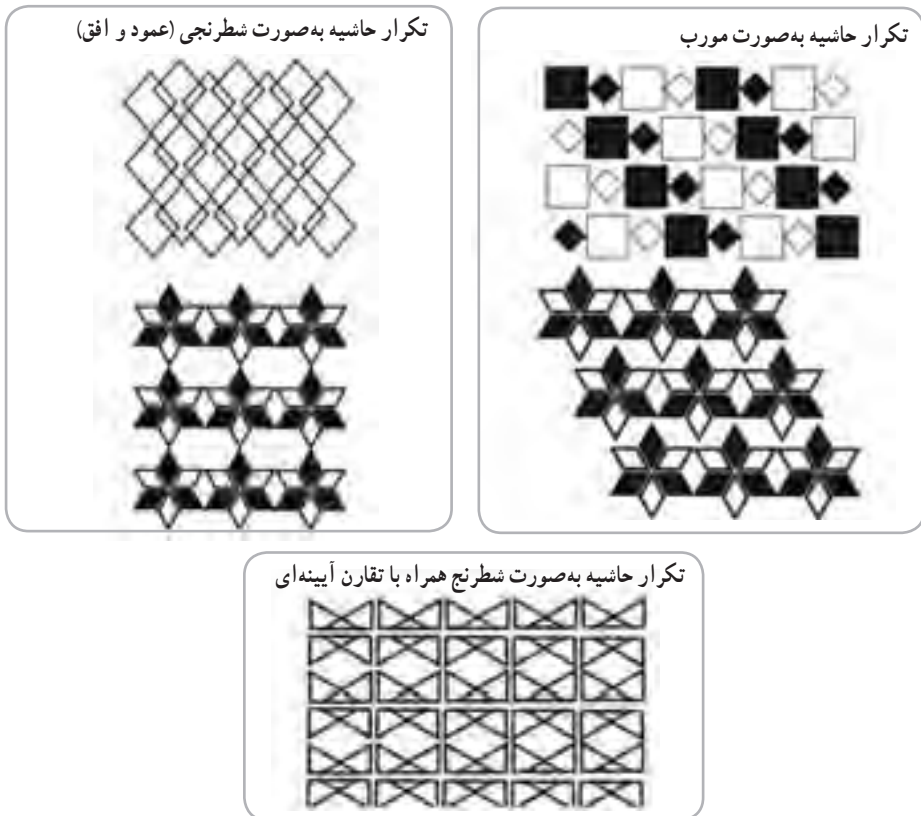 تکرار حاشیه به‌صورت مورب
تکرار حاشیه به‌صورت شطرنجی (عمود و افق)
تکرار حاشیه به‌صورت شطرنج همراه با تقارن آیینه‌ای